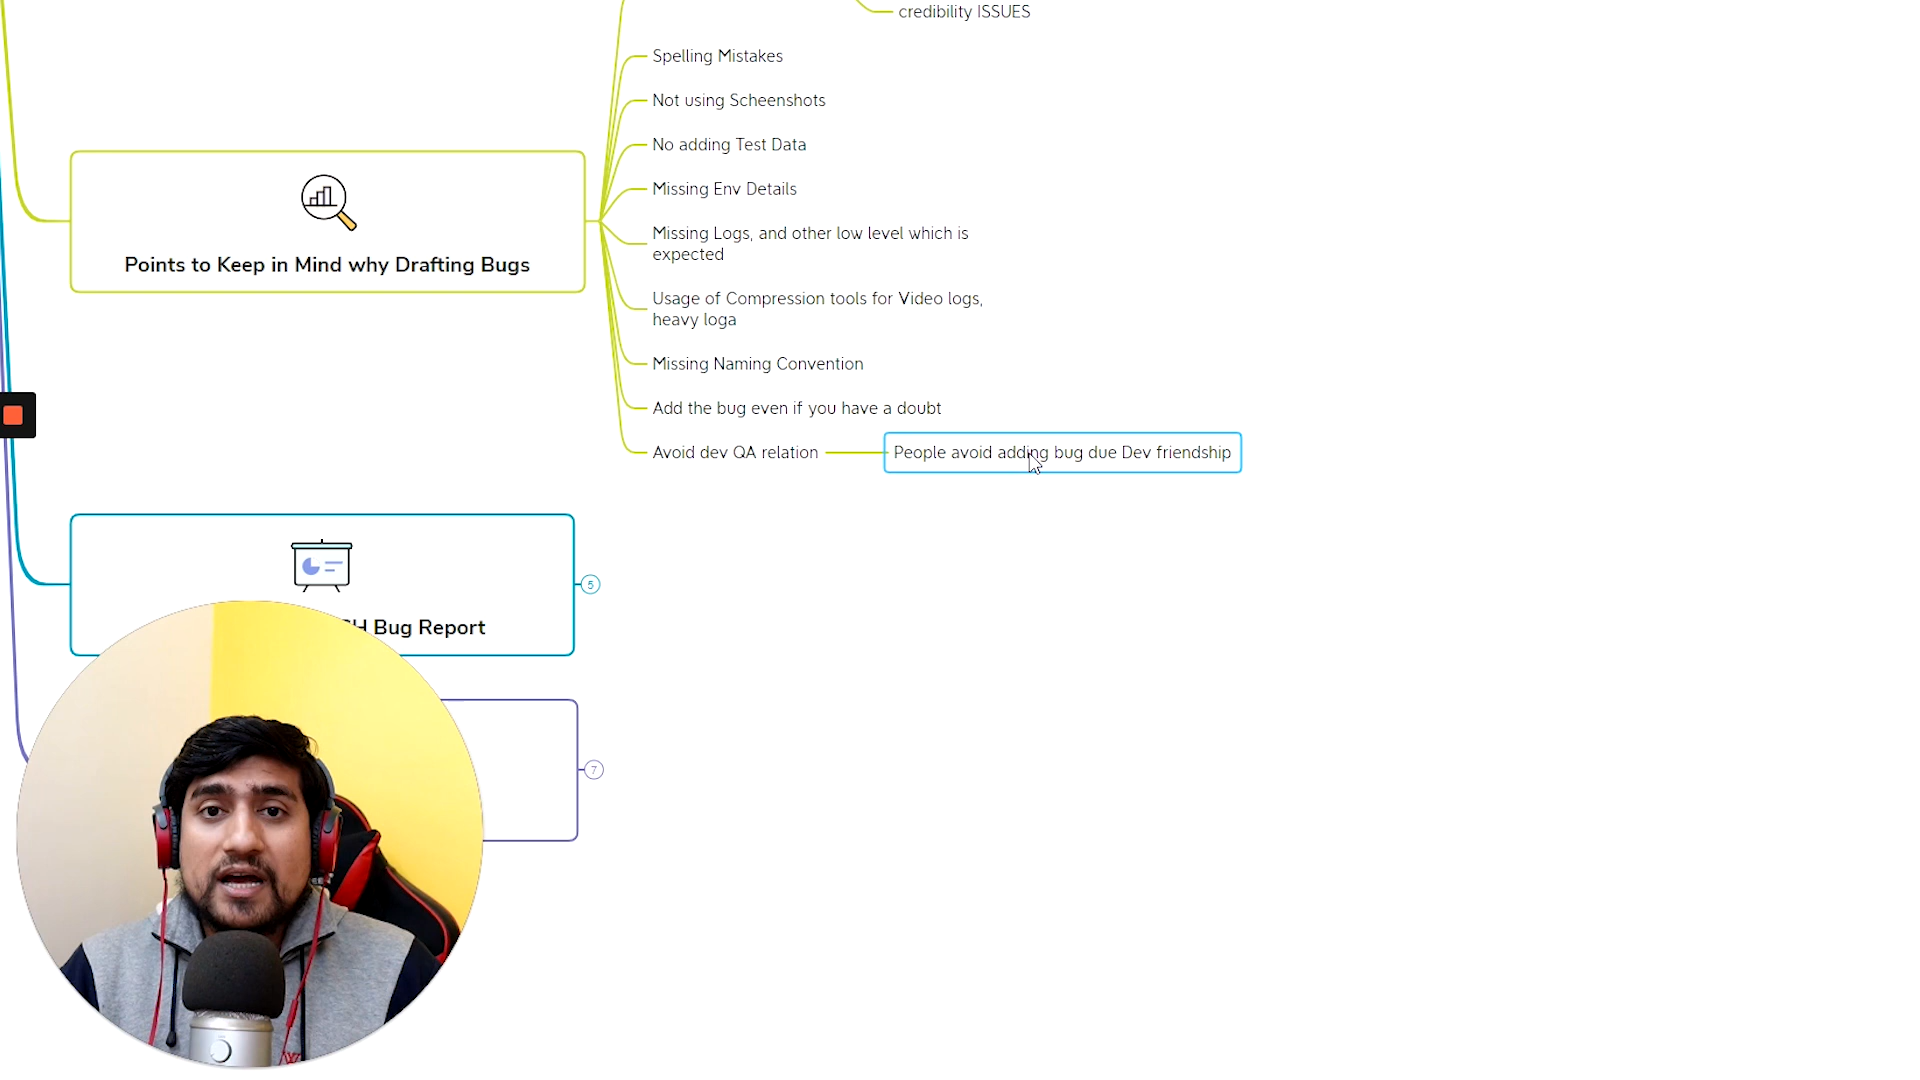 credibility ISSUES
Spelling Mistakes
Not using Scheenshots
No adding Test Data
Missing Env Details
Missing Logs, and other low level which is
expected
Points to Keep in Mind why Drafting Bugs
Usage of Compression tools for Video logs,
heavy loga
Missing Naming Convention
Add the bug even if you have a doubt
Avoid dev QA relation
People avoid adding bug due Dev friendship
5
Bug Report
7